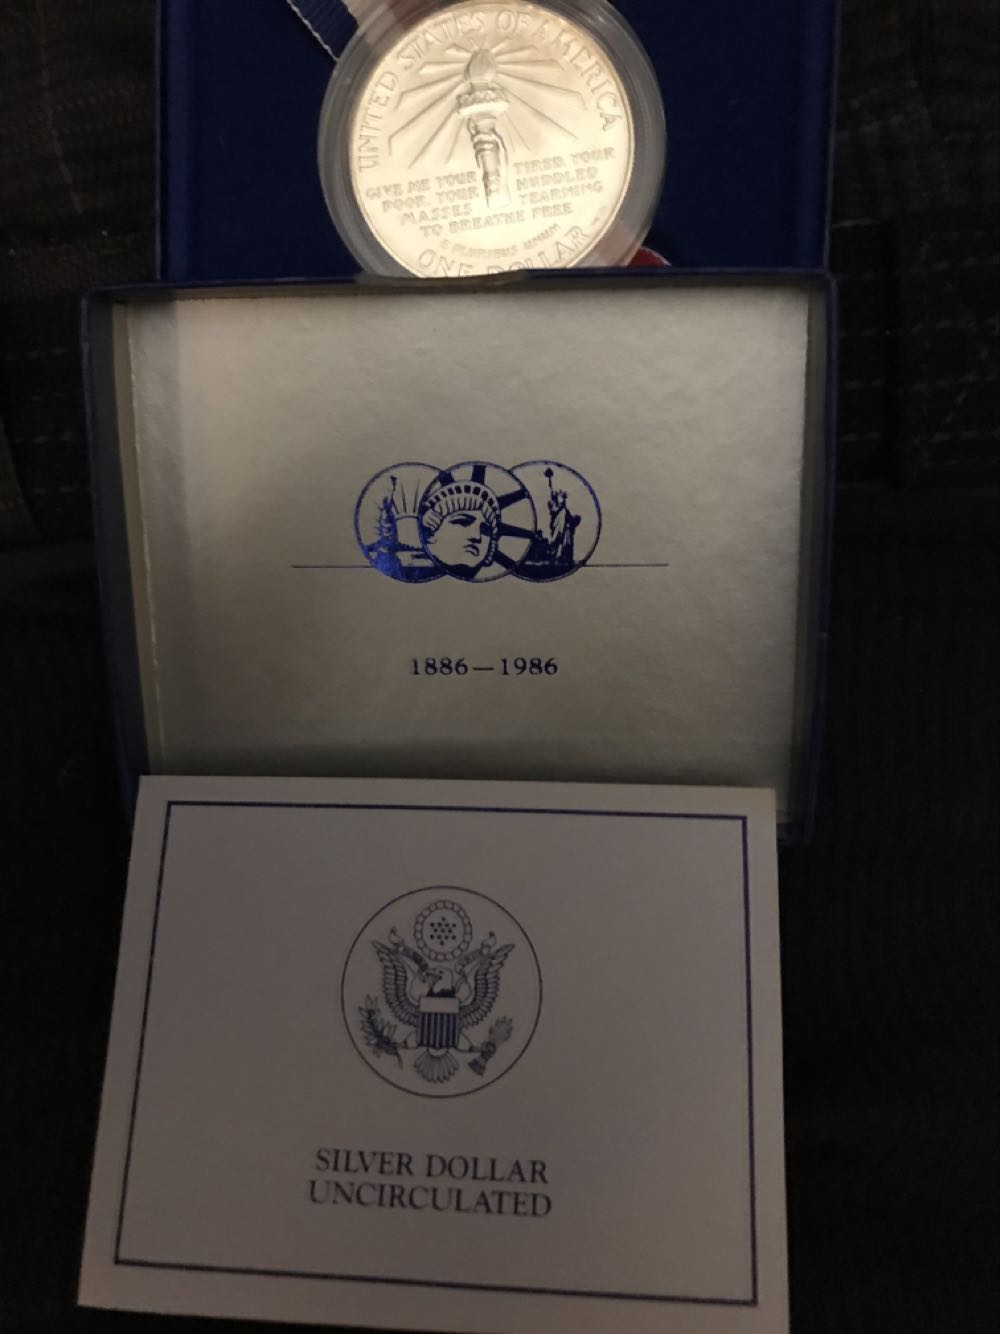 UNITED STATES OF AMERICA
GIVE ME YOUR TIRED, YOUR
POOR, YOUR HUDDLED
MASSES YEARNING
TO BREATHE FREE
E PLURIBUS UNUM
ONE DOLLAR
1886—1986
SILVER DOLLAR
UNCIRCULATED